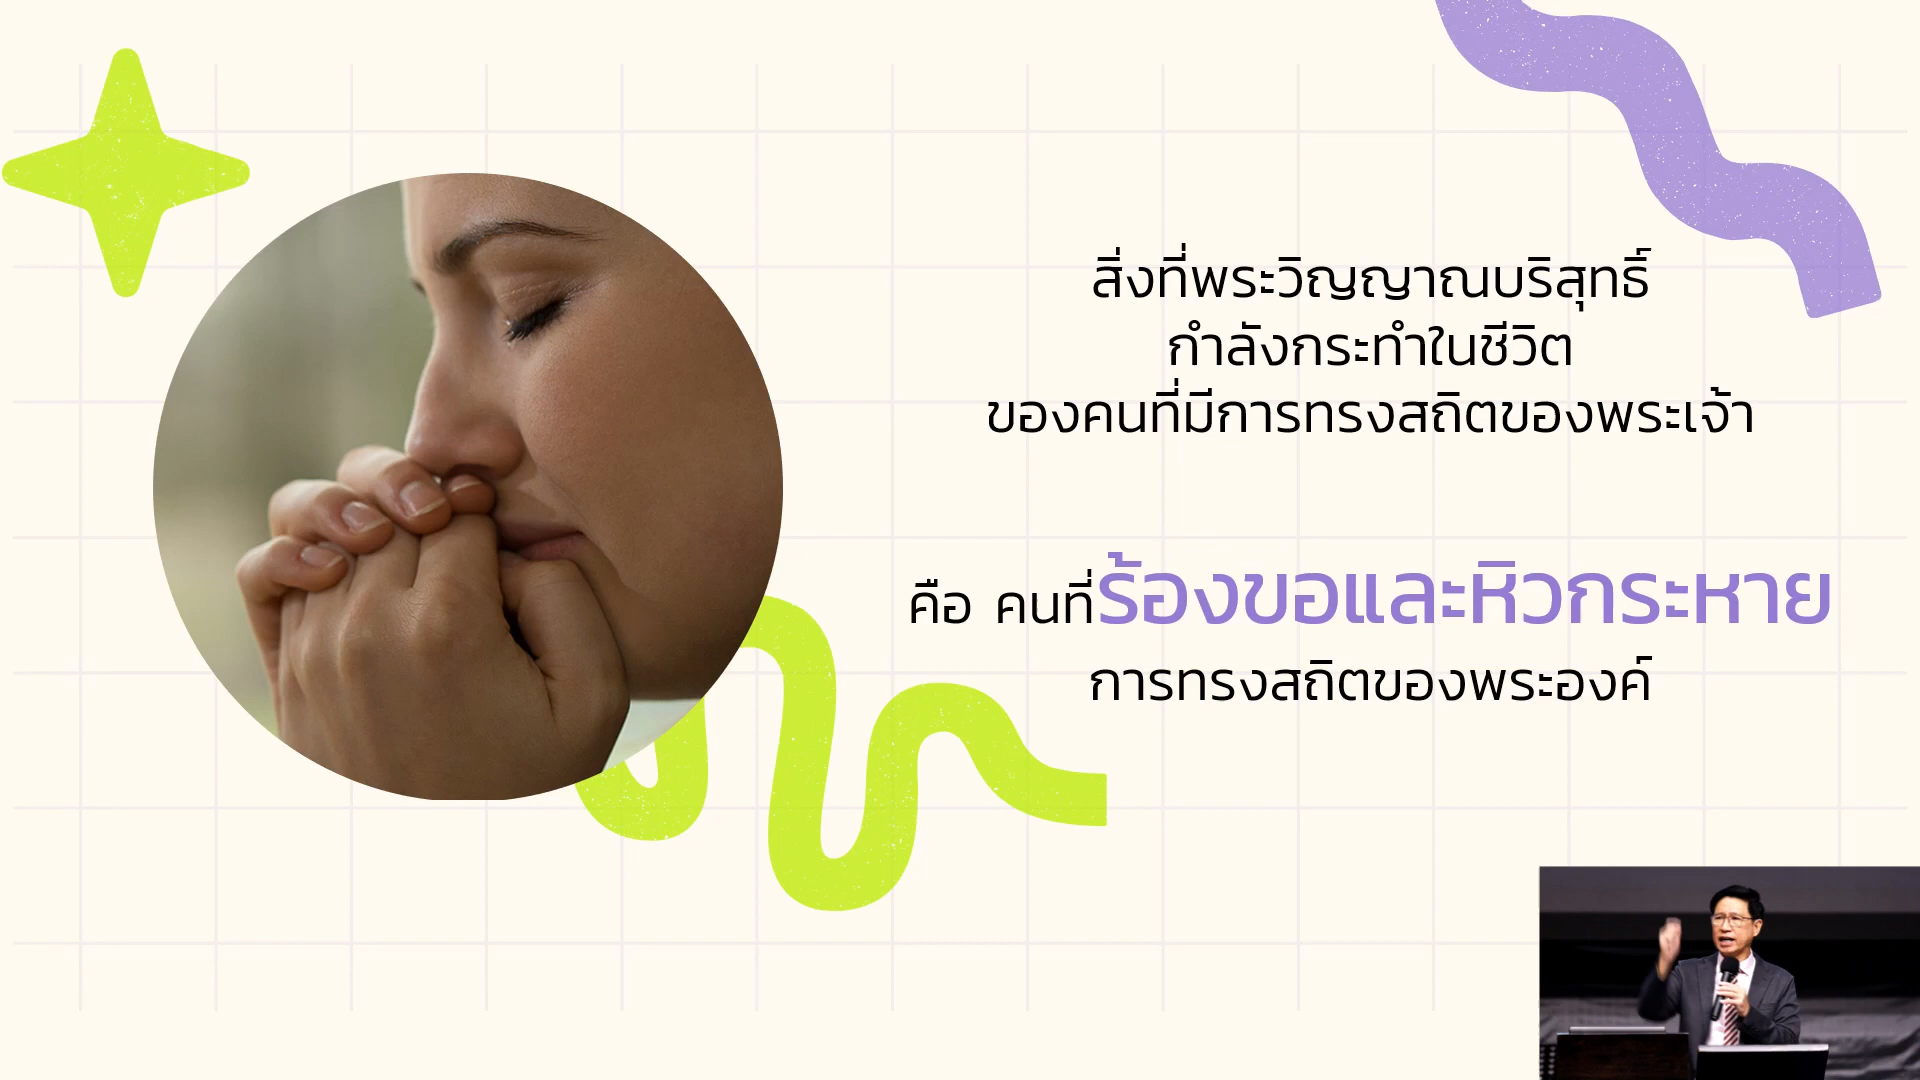 สิ่งที่พระวิญญาณบริสุทธิ์
กำลังกระทำในชีวิต
ของคนที่มีการทรงสถิตของพระเจ้า
คือ คนที่ร้องขอและหิวกระหาย
การทรงสถิตของพระองค์